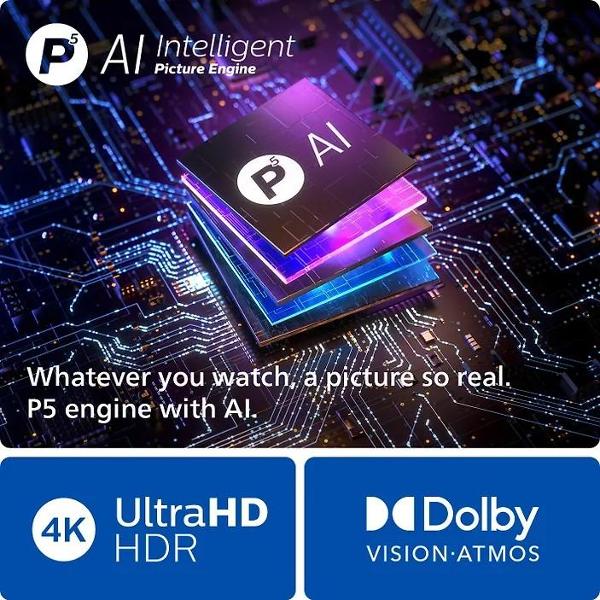 P5 AI Intelligent
Picture Engine
P5 AI
Whatever you watch, a picture so real.
P5 engine with AI.
4K UltraHD
HDR
Dolby
VISION·ATMOS